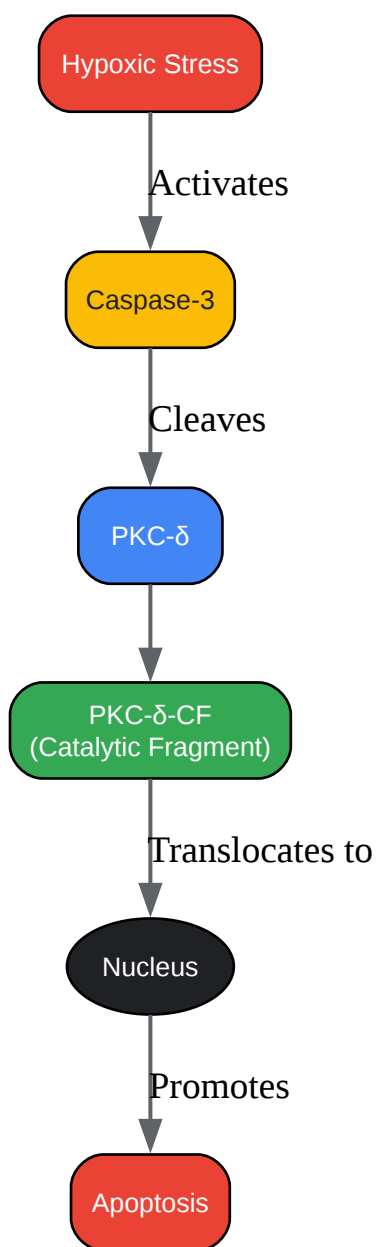 Hypoxic Stress
Activates
Caspase-3
Cleaves
PKC-δ
PKC-δ-CF
(Catalytic Fragment)
Translocates to
Nucleus
Promotes
Apoptosis